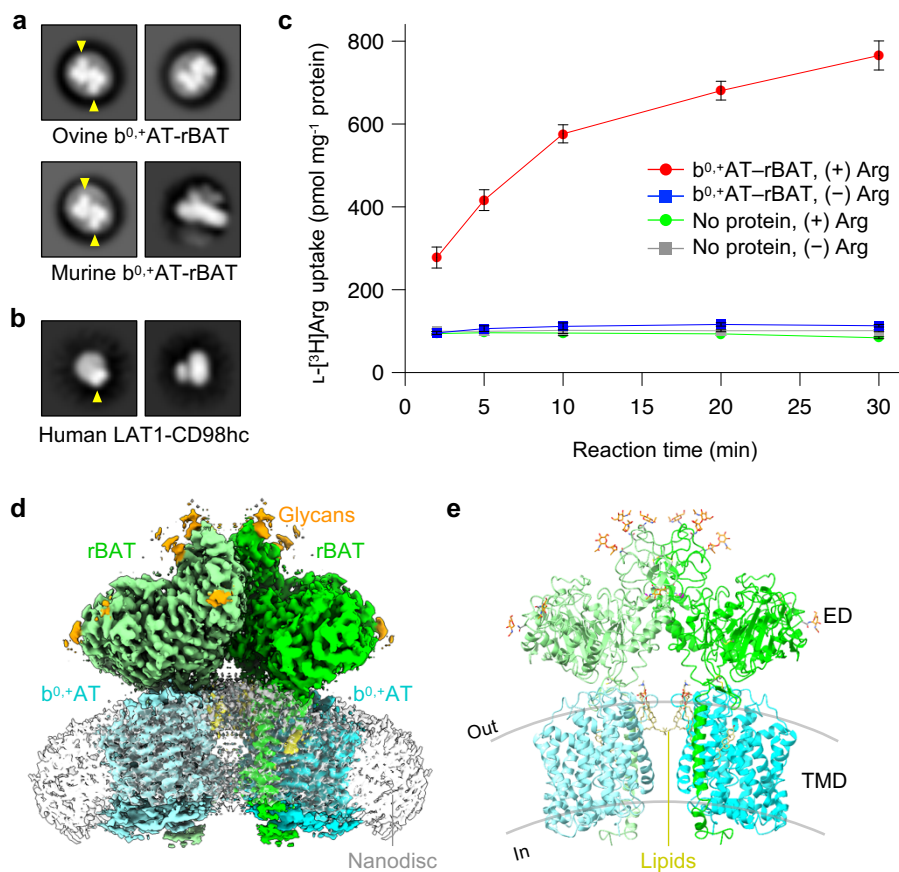 a
Ovine b⁰,⁺AT-rBAT
Murine b⁰,⁺AT-rBAT
b
Human LAT1-CD98hc
c
L-[³H]Arg uptake (pmol mg⁻¹ protein)
800
600
400
200
0
0 5 10 15 20 25 30
Reaction time (min)
b⁰,⁺AT–rBAT, (+) Arg
b⁰,⁺AT–rBAT, (−) Arg
No protein, (+) Arg
No protein, (−) Arg
d
Glycans
rBAT rBAT
b⁰,⁺AT b⁰,⁺AT
Nanodisc
e
ED
Out
TMD
In
Lipids